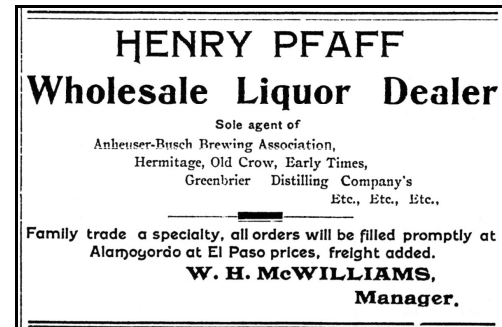 HENRY PFAFF
Wholesale Liquor Dealer
Sole agent of
Anheuser-Busch Brewing Association,
Hermitage, Old Crow, Early Times,
Greenbrier Distilling Company's
Etc., Etc., Etc.,
Family trade a specialty, all orders will be filled promptly at
Alamogordo at El Paso prices, freight added.
W. H. McWILLIAMS,
Manager.